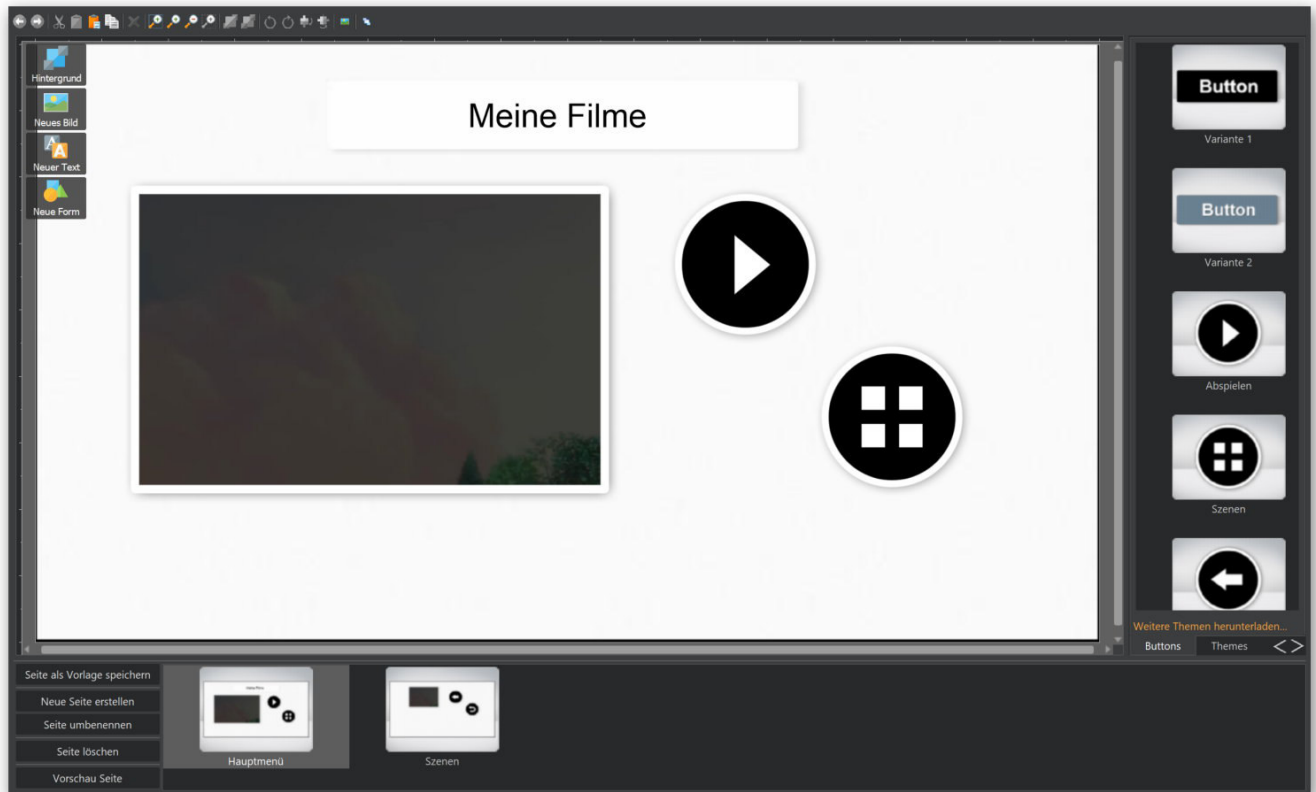 Hintergrund
Neues Bild
Neuer Text
Neue Form
Meine Filme
Button
Variante 1
Button
Variante 2
Abspielen
Szenen
Weitere Themen herunterladen...
Buttons Themes
Seite als Vorlage speichern
Neue Seite erstellen
Seite umbenennen
Seite löschen
Vorschau Seite
Hauptmenü
Szenen